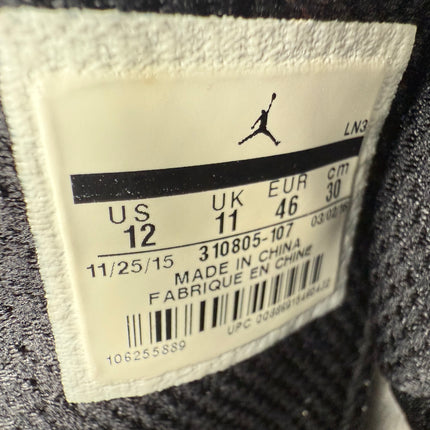 LN3
US UK EUR cm
12 11 46 30
11/25/15 310805-107 03/02/16
MADE IN CHINA
FABRIQUE EN CHINE
106255889 UPC